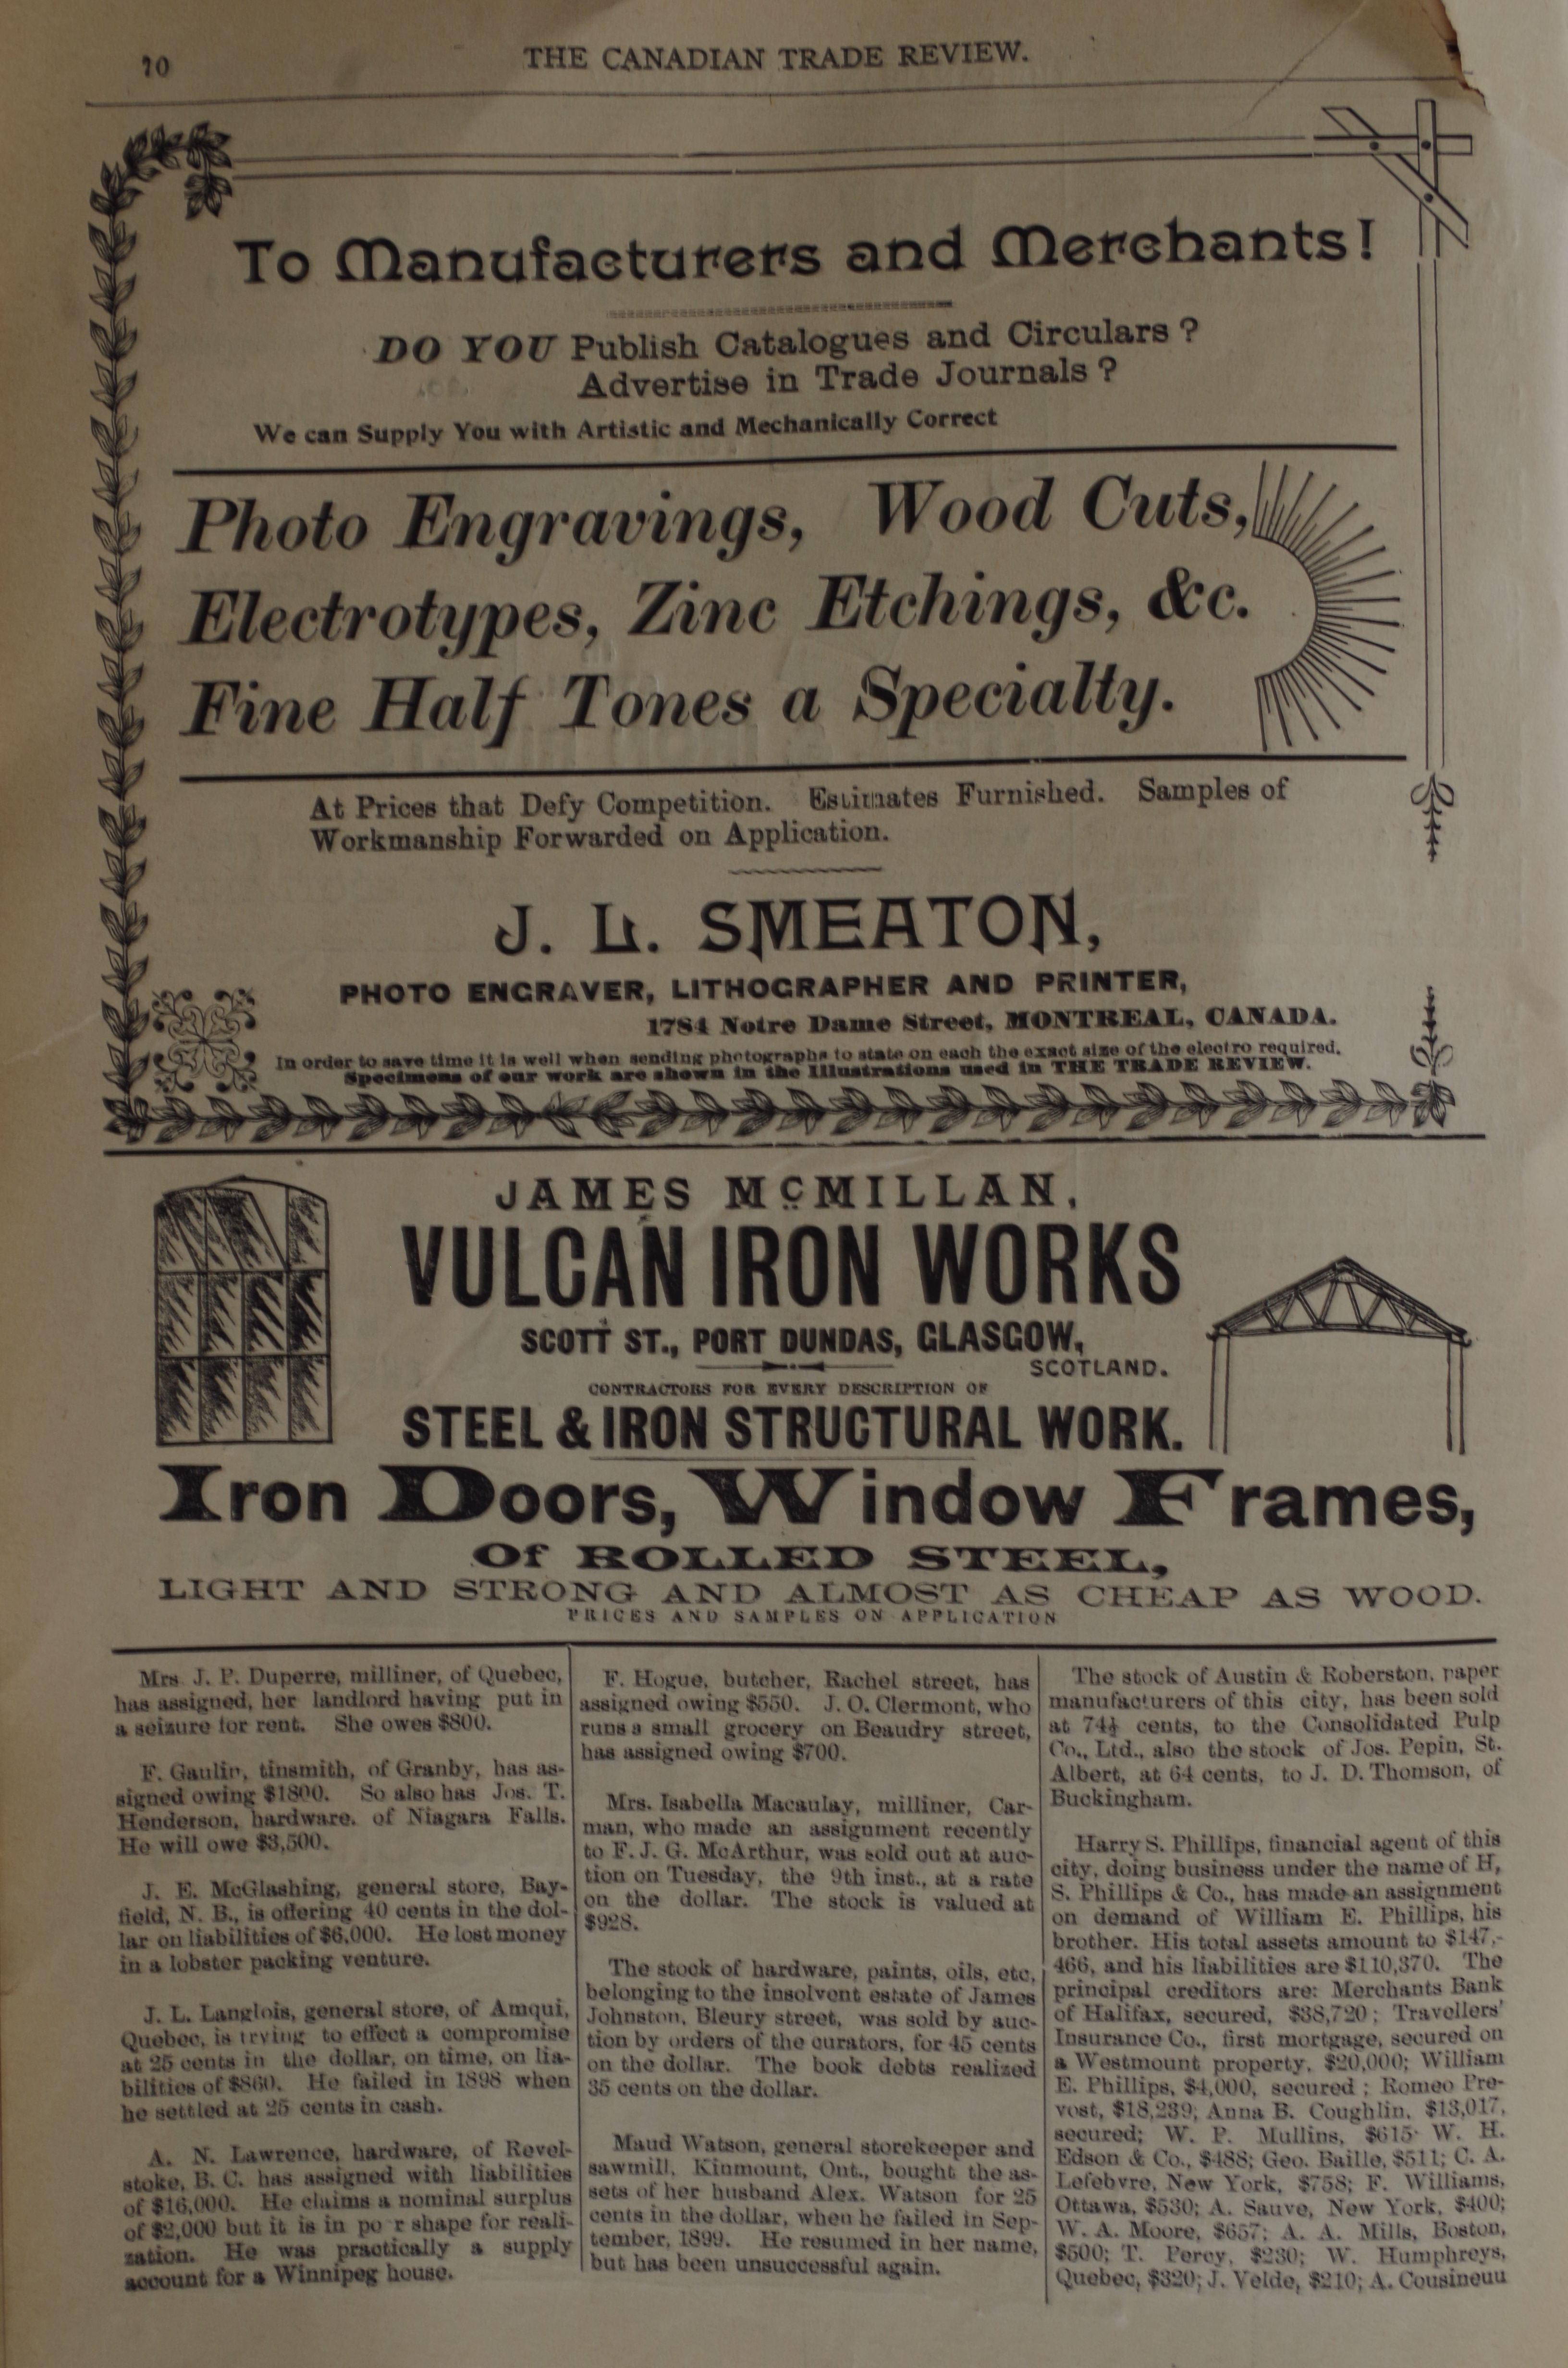 10
THE CANADIAN TRADE REVIEW.
To Manufacturers and Merchants!
DO YOU Publish Catalogues and Circulars ?
Advertise in Trade Journals ?
We can Supply You with Artistic and Mechanically Correct
Photo Engravings, Wood Cuts,
Electrotypes, Zinc Etchings, &c.
Fine Half Tones a Specialty.
At Prices that Defy Competition. Estimates Furnished. Samples of
Workmanship Forwarded on Application.
J. L. SMEATON,
PHOTO ENGRAVER, LITHOGRAPHER AND PRINTER,
1784 Notre Dame Street, MONTREAL, CANADA.
In order to save time it is well when sending photographs to state on each the exact size of the electro required.
Specimens of our work are shown in the Illustrations used in THE TRADE REVIEW.
JAMES McMILLAN,
VULCAN IRON WORKS
SCOTT ST., PORT DUNDAS, GLASGOW,
SCOTLAND.
CONTRACTORS FOR EVERY DESCRIPTION OF
STEEL & IRON STRUCTURAL WORK.
Iron Doors, Window Frames,
Of ROLLED STEEL,
LIGHT AND STRONG AND ALMOST AS CHEAP AS WOOD.
PRICES AND SAMPLES ON APPLICATION
Mrs. J. P. Duperre, milliner, of Quebec,
has assigned, her landlord having put in
a seizure for rent. She owes $800.
F. Gaulin, tinsmith, of Granby, has as-
signed owing $1800. So also has Jos. T.
Henderson, hardware. of Niagara Falls.
He will owe $3,500.
J. E. McGlashing, general store, Bay-
field, N. B., is offering 40 cents in the dol-
lar on liabilities of $6,000. He lost money
in a lobster packing venture.
J. L. Langlois, general store, of Amqui,
Quebec, is trying to effect a compromise
at 25 cents in the dollar, on time, on lia-
bilities of $860. He failed in 1898 when
he settled at 25 cents in cash.
A. N. Lawrence, hardware, of Revel-
stoke, B. C. has assigned with liabilities
of $16,000. He claims a nominal surplus
of $2,000 but it is in po r shape for reali-
zation. He was practically a supply
account for a Winnipeg house.
F. Hogue, butcher, Rachel street, has
assigned owing $550. J. O. Clermont, who
runs a small grocery on Beaudry street,
has assigned owing $700.
Mrs. Isabella Macaulay, milliner, Car-
man, who made an assignment recently
to F. J. G. McArthur, was sold out at auc-
tion on Tuesday, the 9th inst., at a rate
on the dollar. The stock is valued at
$928.
The stock of hardware, paints, oils, etc,
belonging to the insolvent estate of James
Johnston, Bleury street, was sold by auc-
tion by orders of the curators, for 45 cents
on the dollar. The book debts realized
35 cents on the dollar.
Maud Watson, general storekeeper and
sawmill, Kinmount, Ont., bought the as-
sets of her husband Alex. Watson for 25
cents in the dollar, when he failed in Sep-
tember, 1899. He resumed in her name,
but has been unsuccessful again.
The stock of Austin & Roberston, paper
manufacturers of this city, has been sold
at 74½ cents, to the Consolidated Pulp
Co., Ltd., also the stock of Jos. Pepin, St.
Albert, at 64 cents, to J. D. Thomson, of
Buckingham.
Harry S. Phillips, financial agent of this
city, doing business under the name of H,
S. Phillips & Co., has made an assignment
on demand of William E. Phillips, his
brother. His total assets amount to $147,-
466, and his liabilities are $110,370. The
principal creditors are: Merchants Bank
of Halifax, secured, $38,720; Travellers'
Insurance Co., first mortgage, secured on
a Westmount property, $20,000; William
E. Phillips, $4,000, secured ; Romeo Pre-
vost, $18,239; Anna B. Coughlin, $13,017,
secured; W. P. Mullins, $615· W. H.
Edson & Co., $488; Geo. Baille, $511; C. A.
Lefebvre, New York, $758; F. Williams,
Ottawa, $530; A. Sauve, New York, $400;
W. A. Moore, $657; A. A. Mills, Boston,
$500; T. Percy, $230; W. Humphreys,
Quebec, $320; J. Velde, $210; A. Cousineuu